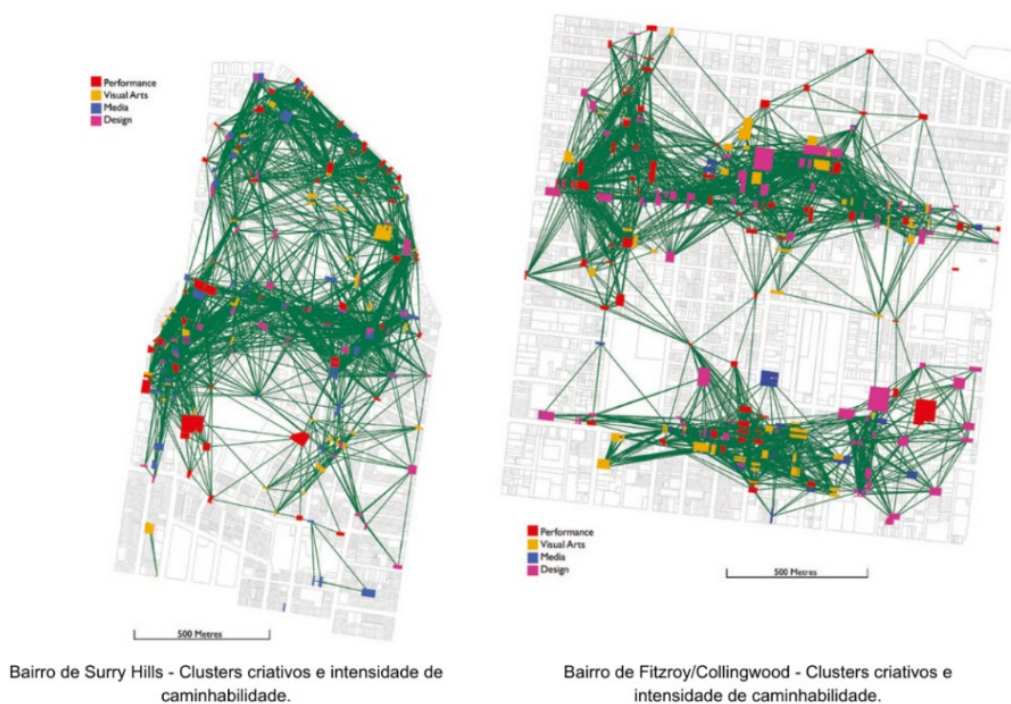 Performance
Visual Arts
Media
Design
500 Metres
Bairro de Surry Hills - Clusters criativos e intensidade de
caminhabilidade.
Performance
Visual Arts
Media
Design
500 Metres
Bairro de Fitzroy/Collingwood - Clusters criativos e
intensidade de caminhabilidade.